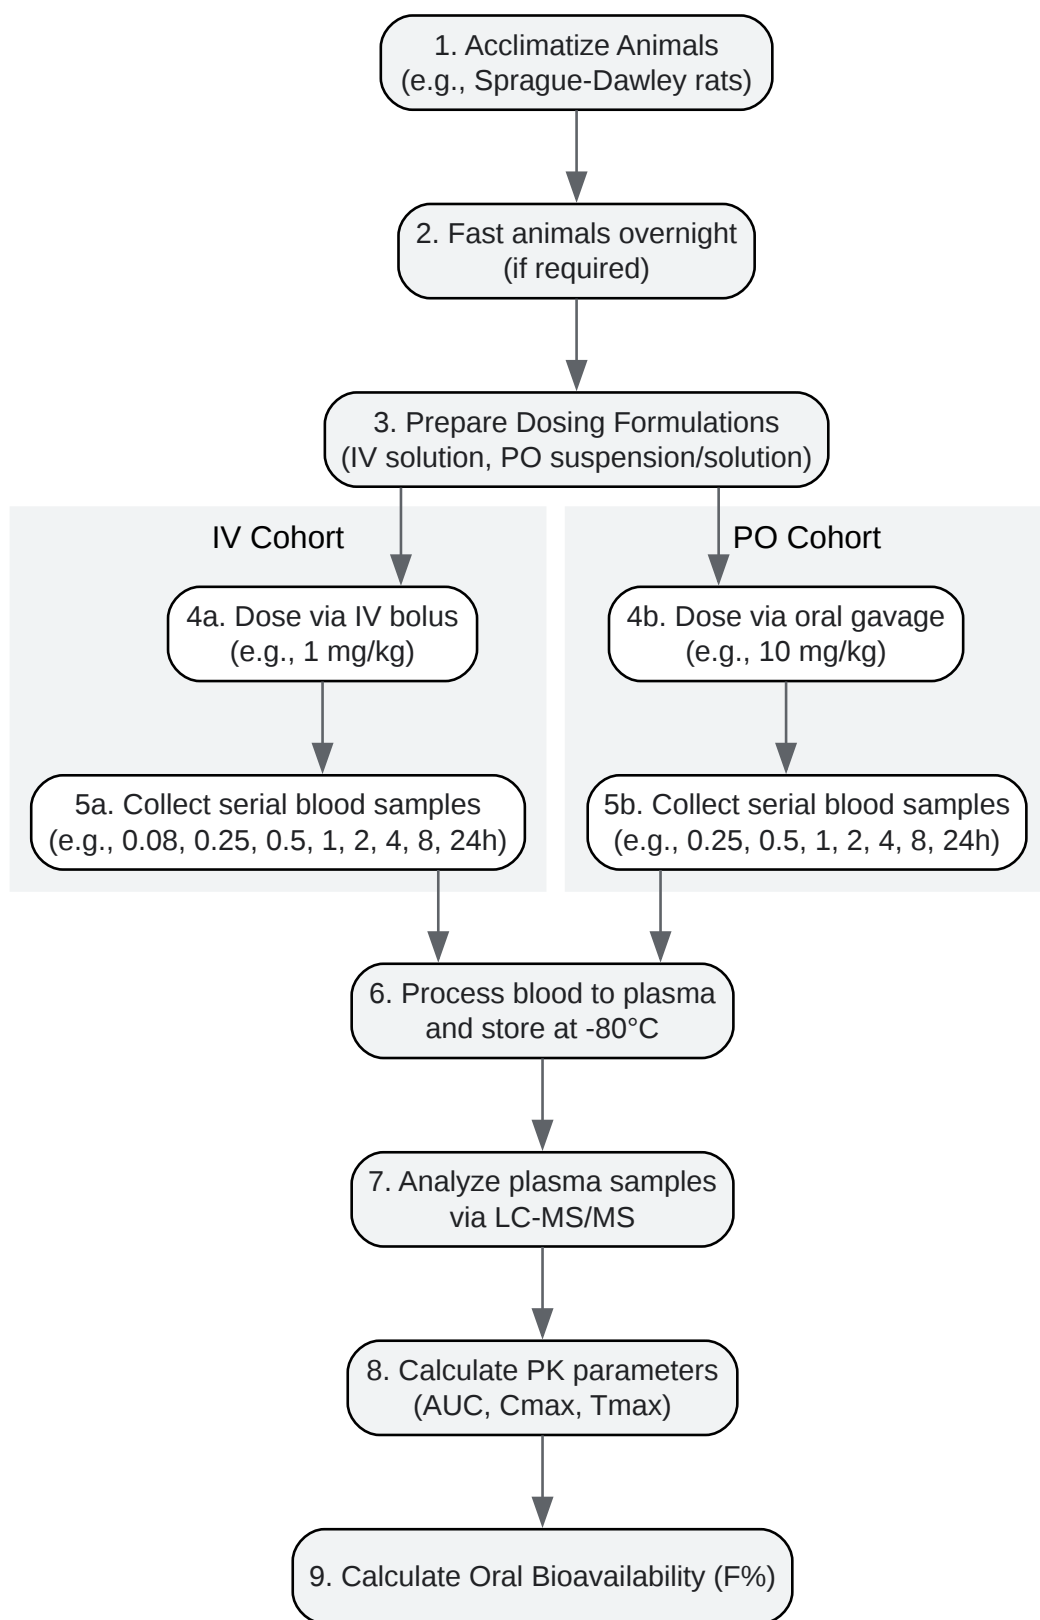 1. Acclimatize Animals
(e.g., Sprague-Dawley rats)
2. Fast animals overnight
(if required)
3. Prepare Dosing Formulations
(IV solution, PO suspension/solution)
IV Cohort
PO Cohort
4a. Dose via IV bolus
(e.g., 1 mg/kg)
4b. Dose via oral gavage
(e.g., 10 mg/kg)
5a. Collect serial blood samples
(e.g., 0.08, 0.25, 0.5, 1, 2, 4, 8, 24h)
5b. Collect serial blood samples
(e.g., 0.25, 0.5, 1, 2, 4, 8, 24h)
6. Process blood to plasma
and store at -80°C
7. Analyze plasma samples
via LC-MS/MS
8. Calculate PK parameters
(AUC, Cmax, Tmax)
9. Calculate Oral Bioavailability (F%)